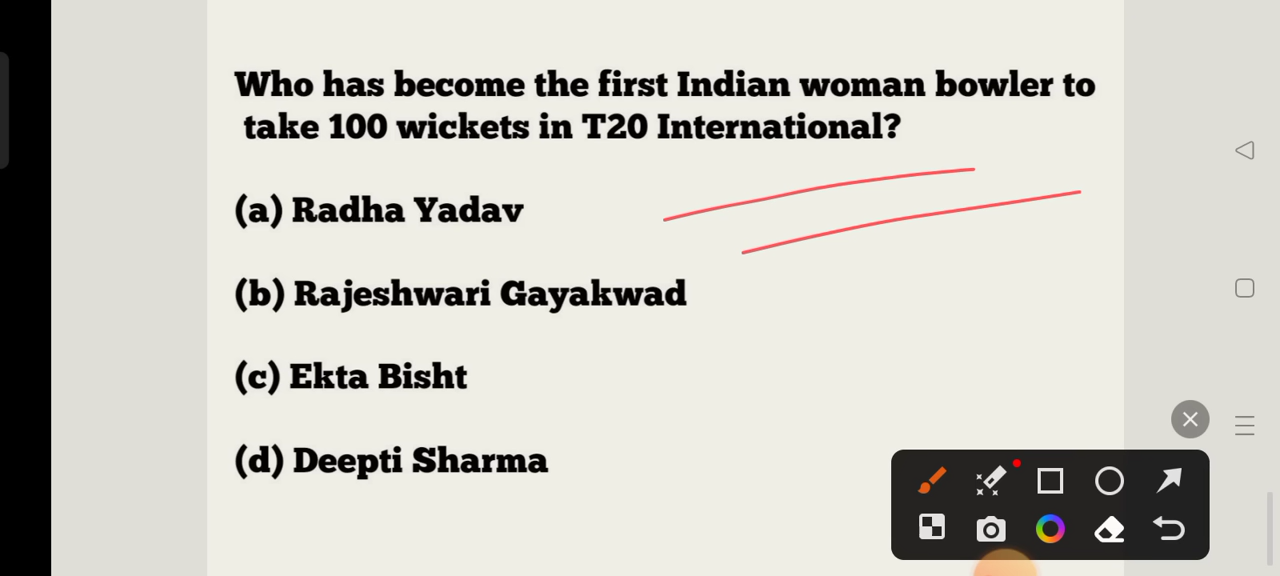 Who has become the first Indian woman bowler to
take 100 wickets in T20 International?
(a) Radha Yadav
(b) Rajeshwari Gayakwad
(c) Ekta Bisht
(d) Deepti Sharma